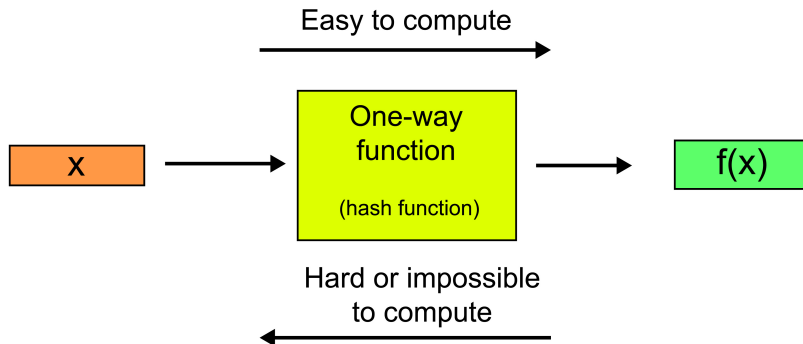 Easy to compute
One-way
function
(hash function)
x
f(x)
Hard or impossible
to compute